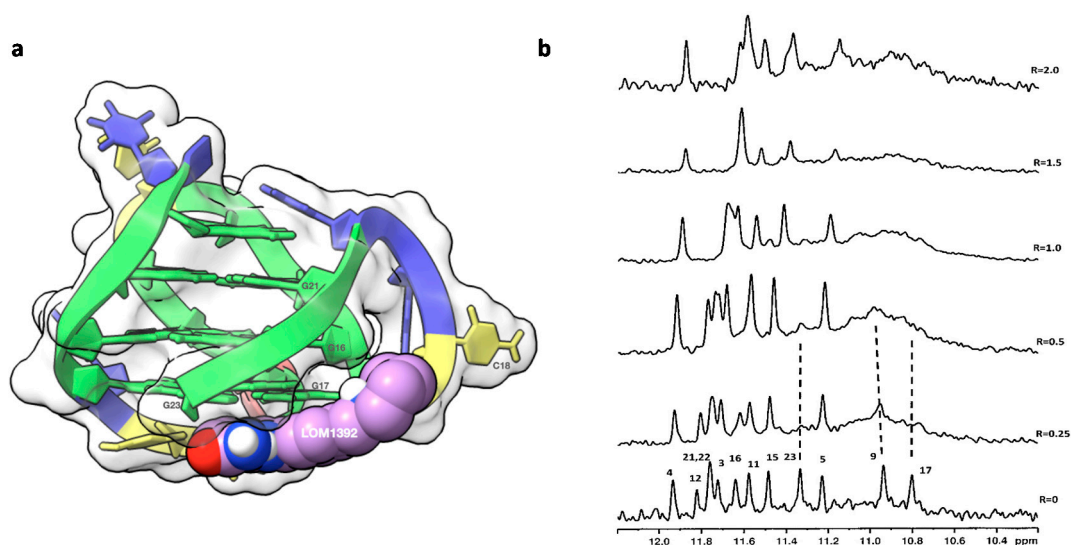 a
b
G21
G16
C18
G17
G23
LOM1392
R=2.0
R=1.5
R=1.0
R=0.5
R=0.25
21,22 16 15 23 5 9 17
4 12 3 11
R=0
12.0 11.8 11.6 11.4 11.2 11.0 10.8 10.6 10.4 ppm